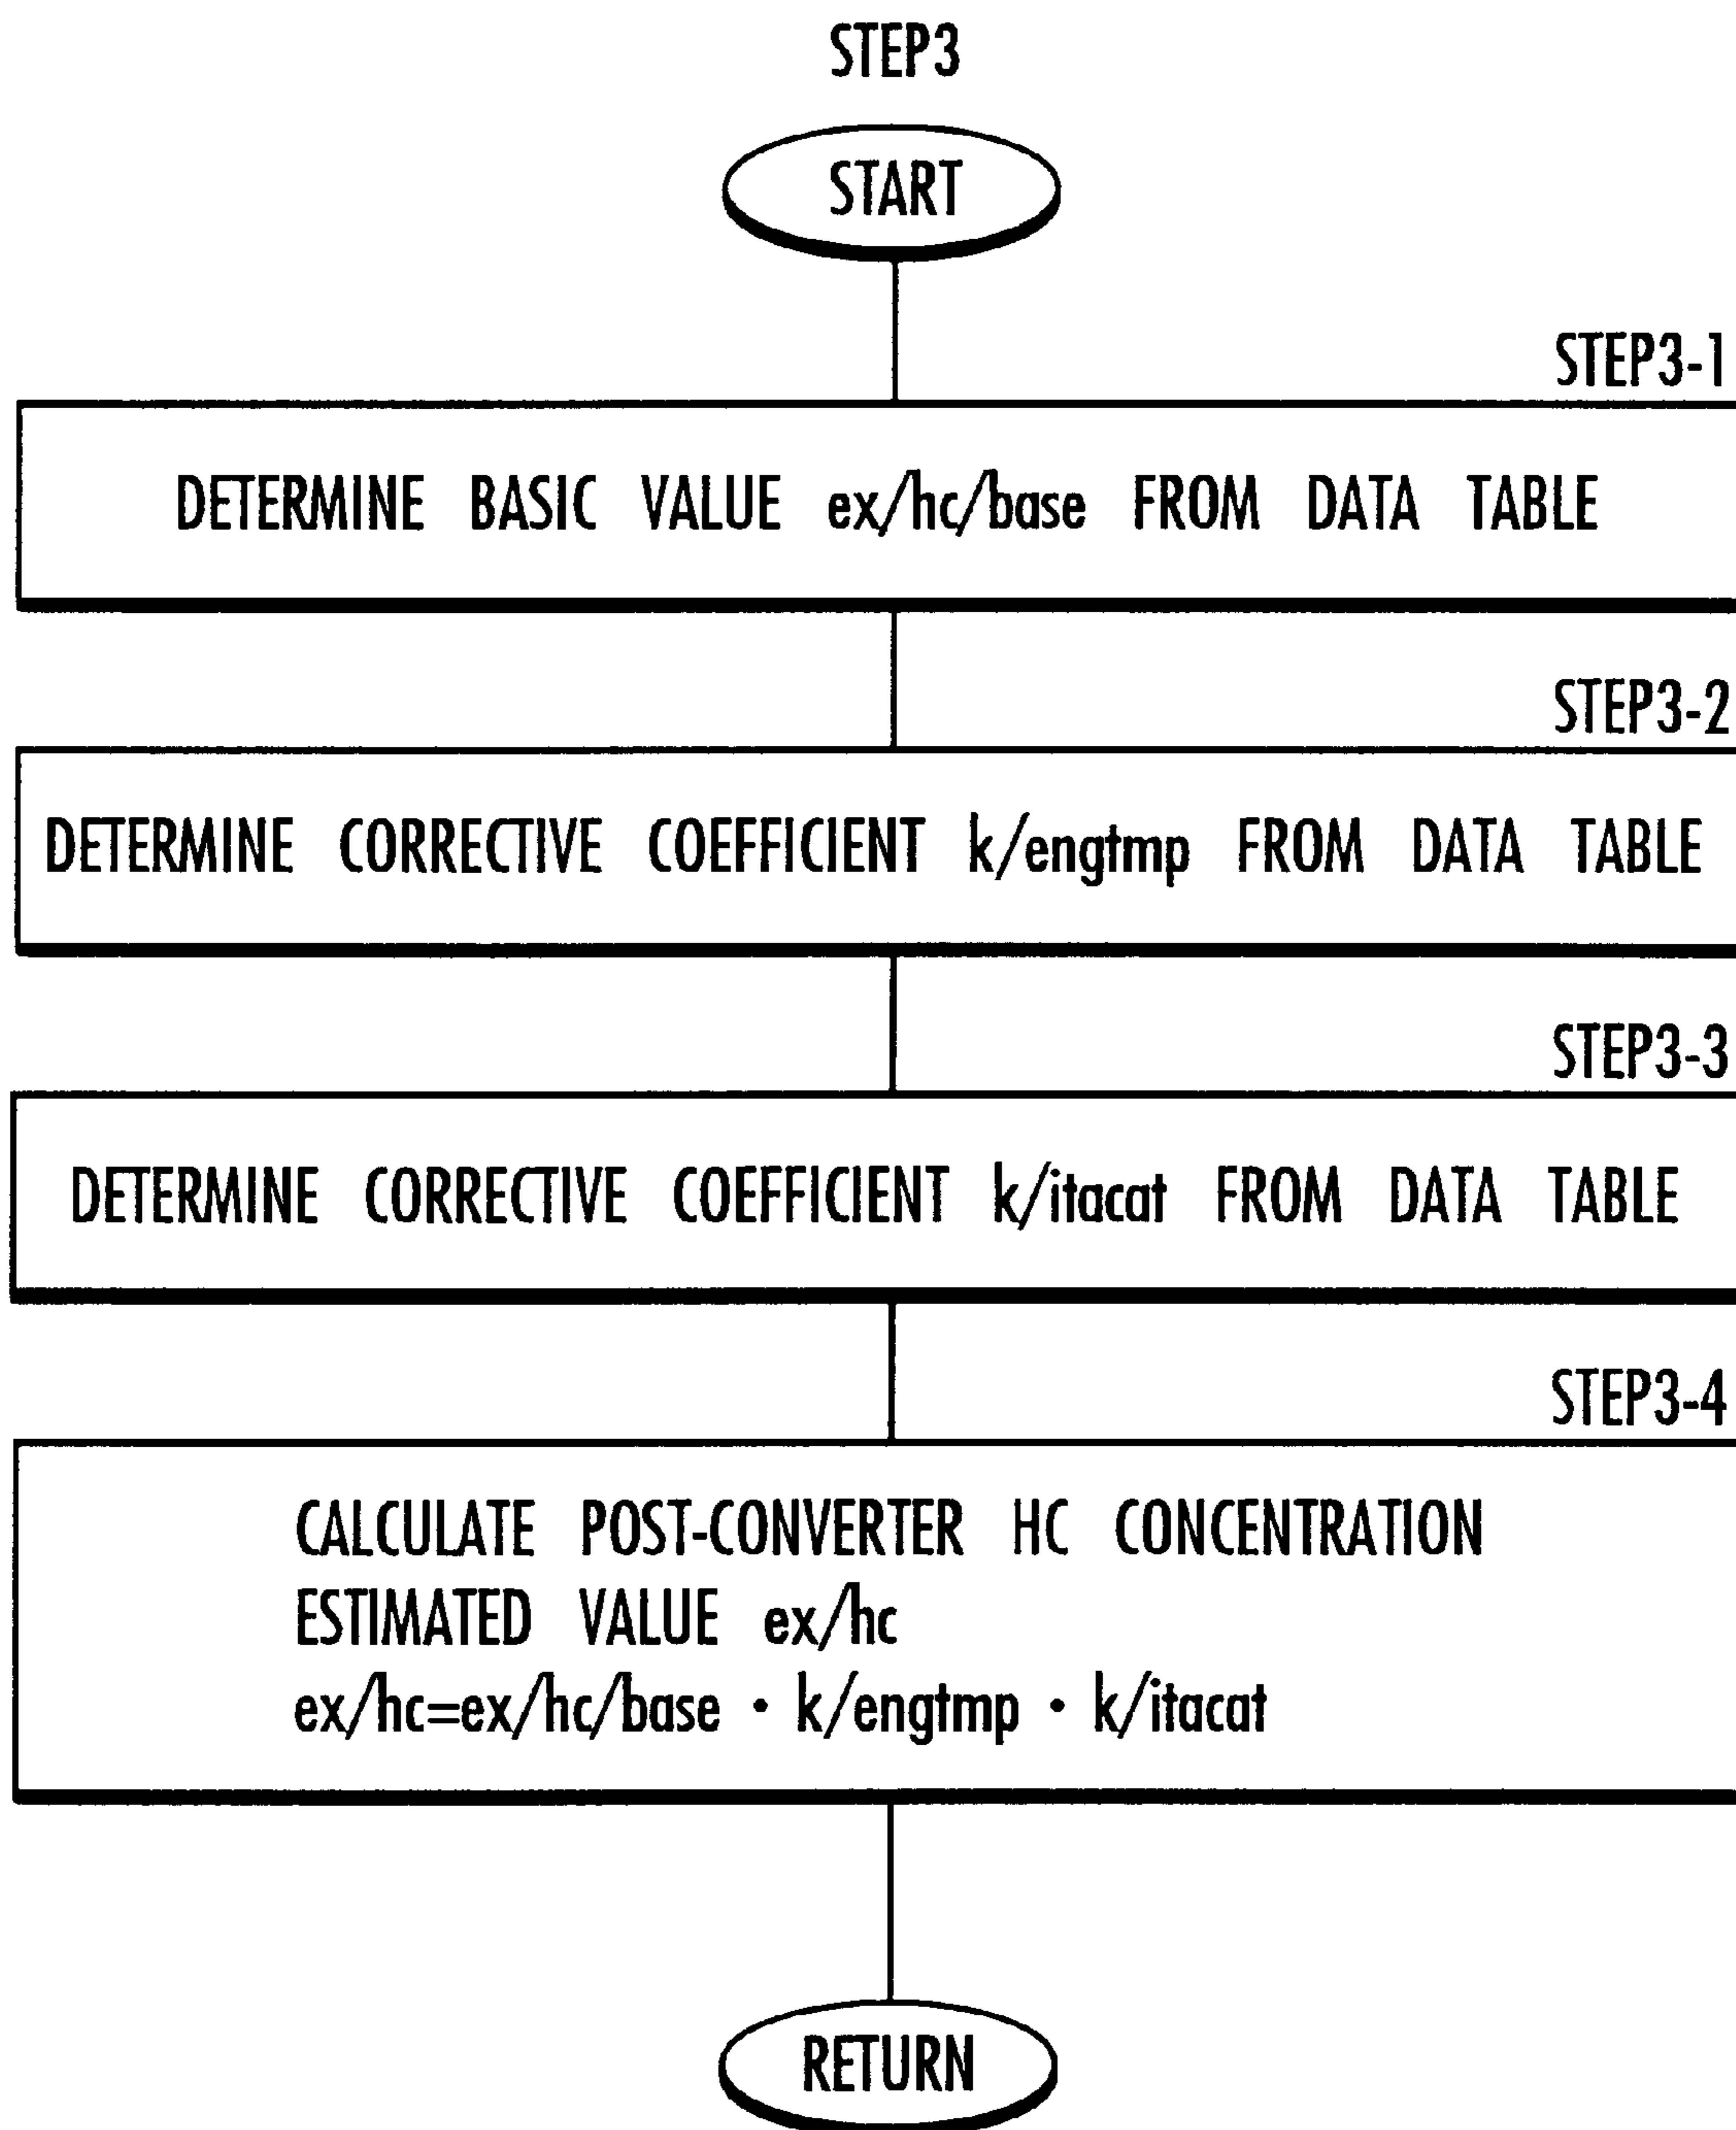 STEP3
START
STEP3-1
DETERMINE BASIC VALUE ex/hc/base FROM DATA TABLE
STEP3-2
DETERMINE CORRECTIVE COEFFICIENT k/engtmp FROM DATA TABLE
STEP3-3
DETERMINE CORRECTIVE COEFFICIENT k/itacat FROM DATA TABLE
STEP3-4
CALCULATE POST-CONVERTER HC CONCENTRATION
ESTIMATED VALUE ex/hc
ex/hc=ex/hc/base · k/engtmp · k/itacat
RETURN